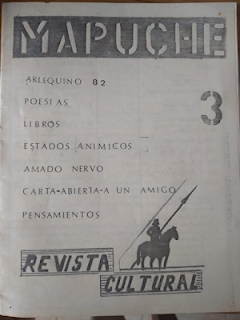 MAPUCHE
ARLEQUINO 82
POESIAS
3
LIBROS
ESTADOS ANIMICOS
AMADO NERVO
CARTA-ABIERTA-A UN AMIGO
PENSAMIENTOS
REVISTA
CULTURAL